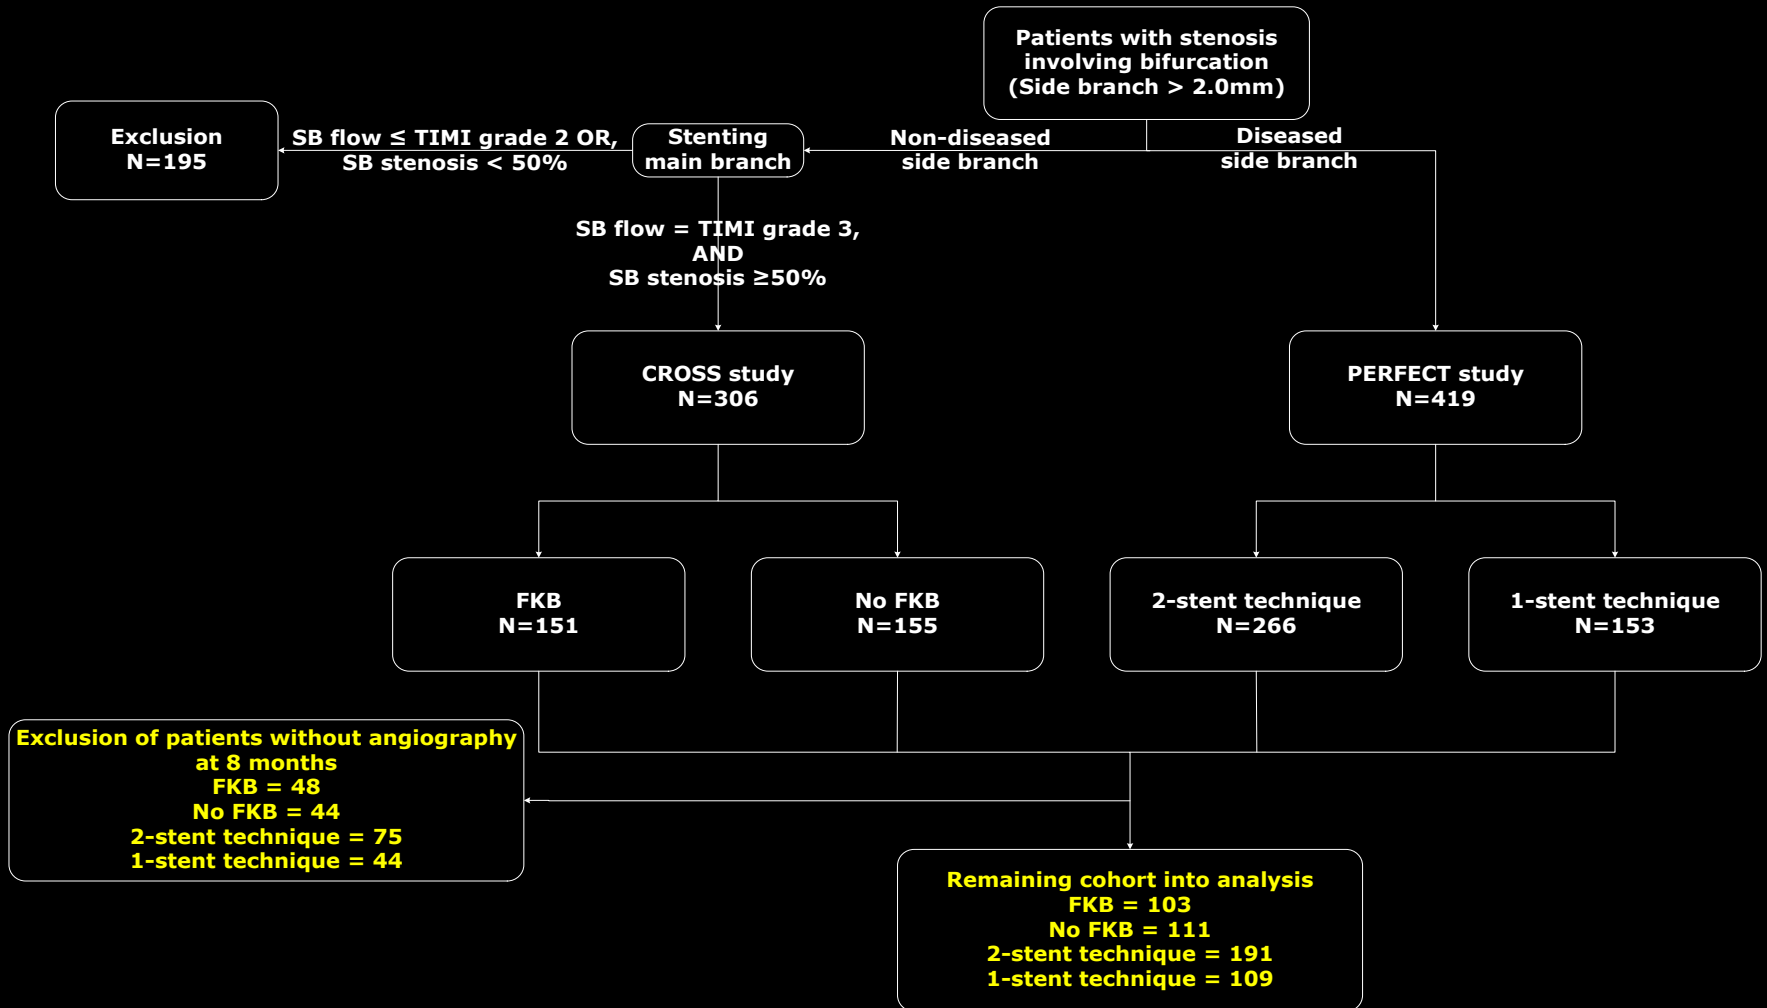 Patients with stenosis
involving bifurcation
(Side branch > 2.0mm)
Exclusion
N=195
SB flow ≤ TIMI grade 2 OR,
SB stenosis < 50%
Stenting
main branch
Non-diseased
side branch
Diseased
side branch
SB flow = TIMI grade 3,
AND
SB stenosis ≥50%
CROSS study
N=306
PERFECT study
N=419
FKB
N=151
No FKB
N=155
2-stent technique
N=266
1-stent technique
N=153
Exclusion of patients without angiography
at 8 months
FKB = 48
No FKB = 44
2-stent technique = 75
1-stent technique = 44
Remaining cohort into analysis
FKB = 103
No FKB = 111
2-stent technique = 191
1-stent technique = 109